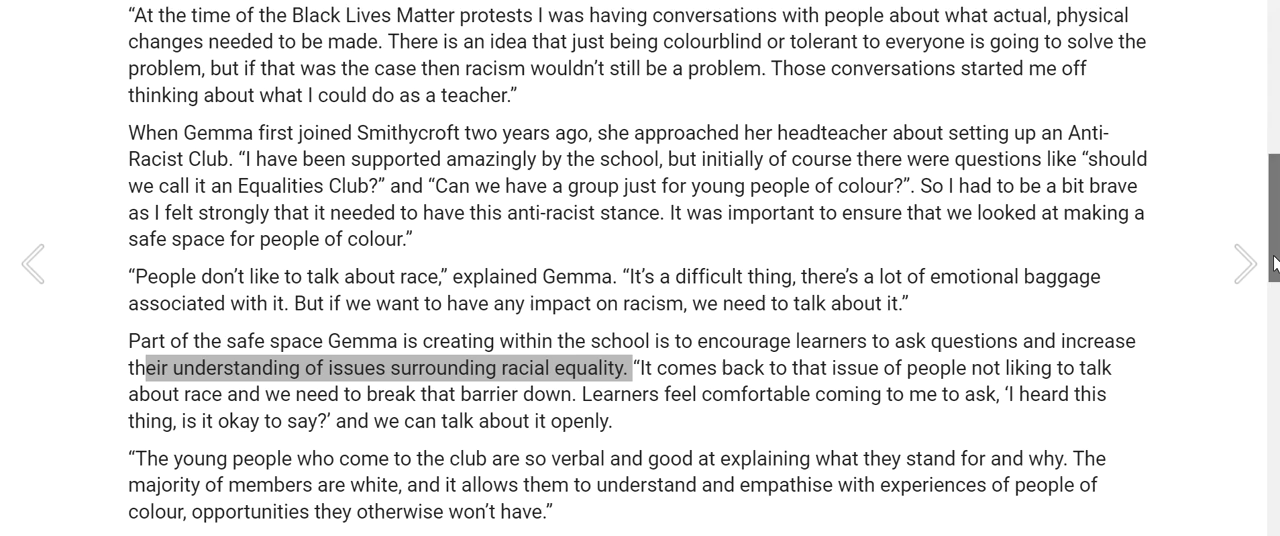 “At the time of the Black Lives Matter protests I was having conversations with people about what actual, physical
changes needed to be made. There is an idea that just being colourblind or tolerant to everyone is going to solve the
problem, but if that was the case then racism wouldn’t still be a problem. Those conversations started me off
thinking about what I could do as a teacher.”
When Gemma first joined Smithycroft two years ago, she approached her headteacher about setting up an Anti-
Racist Club. “I have been supported amazingly by the school, but initially of course there were questions like “should
we call it an Equalities Club?” and “Can we have a group just for young people of colour?”. So I had to be a bit brave
as I felt strongly that it needed to have this anti-racist stance. It was important to ensure that we looked at making a
safe space for people of colour.”
“People don’t like to talk about race,” explained Gemma. “It’s a difficult thing, there’s a lot of emotional baggage
associated with it. But if we want to have any impact on racism, we need to talk about it.”
Part of the safe space Gemma is creating within the school is to encourage learners to ask questions and increase
their understanding of issues surrounding racial equality. “It comes back to that issue of people not liking to talk
about race and we need to break that barrier down. Learners feel comfortable coming to me to ask, ‘I heard this
thing, is it okay to say?’ and we can talk about it openly.
“The young people who come to the club are so verbal and good at explaining what they stand for and why. The
majority of members are white, and it allows them to understand and empathise with experiences of people of
colour, opportunities they otherwise won’t have.”